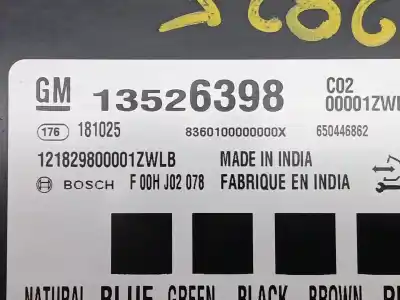 GM 13526398 C02
00001ZWL
176 181025 8360100000000X 650446862
121829800001ZWLB MADE IN INDIA
BOSCH F 00H J02 078 FABRIQUE EN INDIA
NATURAL BLUE GREEN BLACK BROWN